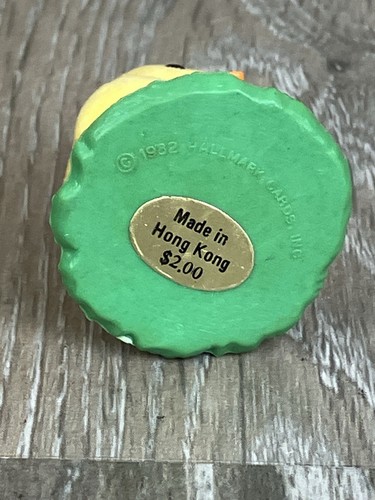 © 1982 HALLMARK CARDS, INC.
Made in
Hong Kong
$2.00